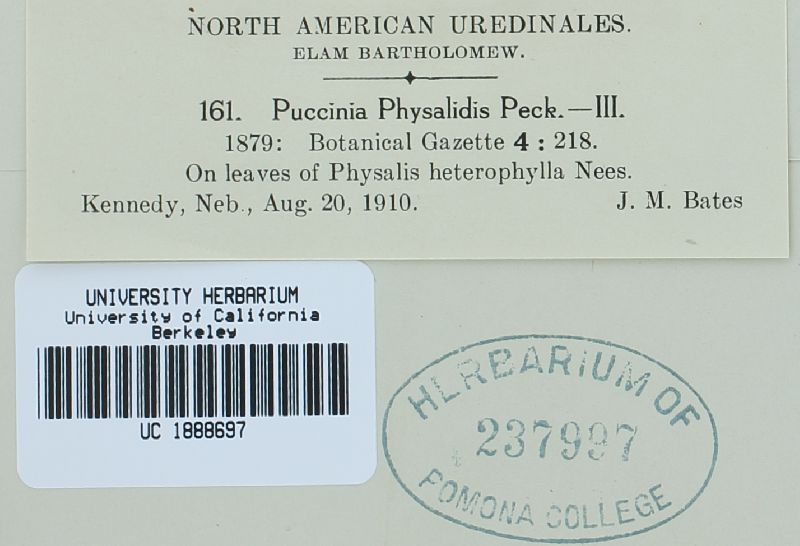 NORTH AMERICAN UREDINALES.
ELAM BARTHOLOMEW.
161. Puccinia Physalidis Peck.—III.
1879: Botanical Gazette 4 : 218.
On leaves of Physalis heterophylla Nees.
Kennedy, Neb., Aug. 20, 1910. J. M. Bates
UNIVERSITY HERBARIUM
University of California
Berkeley
UC 1888697
HERBARIUM OF
237997
POMONA COLLEGE